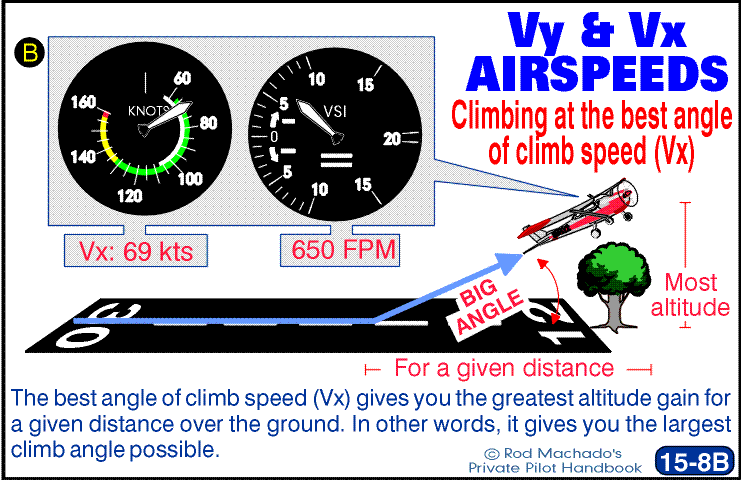 B
Vy & Vx
AIRSPEEDS
Climbing at the best angle
of climb speed (Vx)
60
160
KNOTS
80
140
100
120
10
15
5
VSI
0
20
5
10
15
Vx: 69 kts
650 FPM
BIG
ANGLE
Most
altitude
03
12
For a given distance
The best angle of climb speed (Vx) gives you the greatest altitude gain for
a given distance over the ground. In other words, it gives you the largest
climb angle possible.
© Rod Machado's
Private Pilot Handbook
15-8B